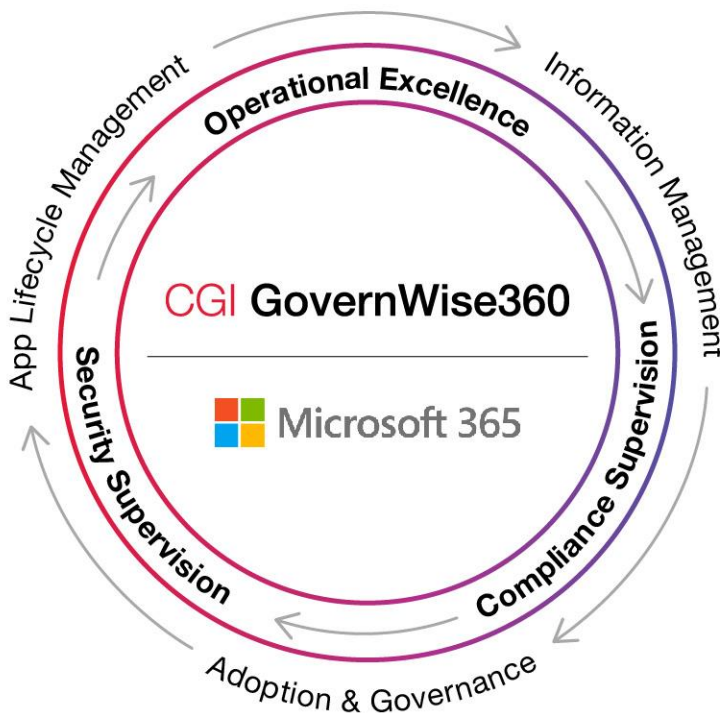 App Lifecycle Management
Information Management
Operational Excellence
CGI GovernWise360
Microsoft 365
Security Supervision
Compliance Supervision
Adoption & Governance